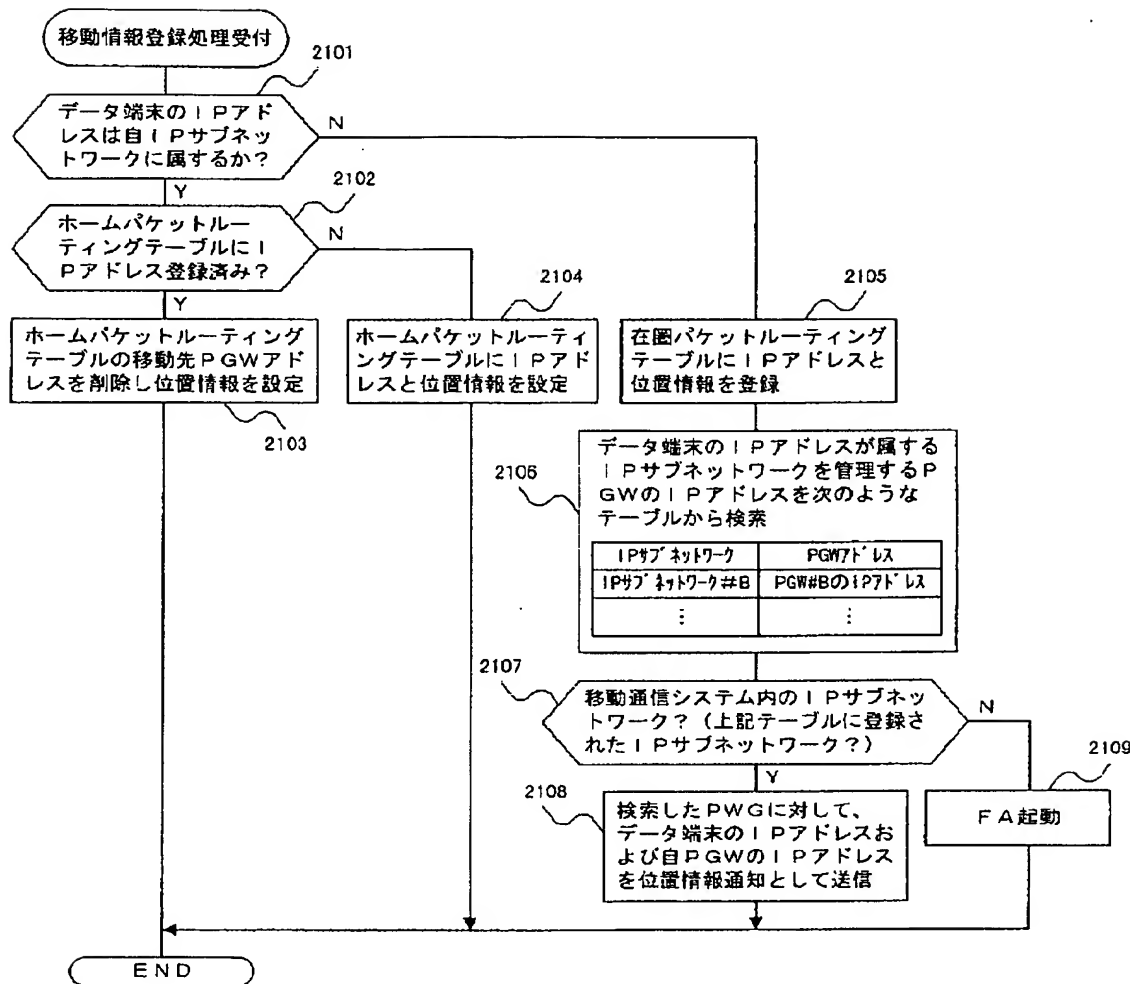 移動情報登録処理受付
2101
データ端末のIPアド
レスは自IPサブネッ
トワークに属するか？
N
Y
2102
ホームパケットルー
ティングテーブルにI
Pアドレス登録済み？
N
Y
ホームパケットルーティング
テーブルの移動先PGWアド
レスを削除し位置情報を設定
2103
2104
ホームパケットルーティ
ングテーブルにIPアド
レスと位置情報を設定
2105
在圏パケットルーティング
テーブルにIPアドレスと
位置情報を登録
2106
データ端末のIPアドレスが属する
IPサブネットワークを管理するP
GWのIPアドレスを次のような
テーブルから検索
IPサブネットワーク
PGWアドレス
IPサブネットワーク#B
PGW#BのIPアドレス
⋮
⋮
2107
移動通信システム内のIPサブネッ
トワーク？（上記テーブルに登録さ
れたIPサブネットワーク？）
N
Y
2108
検索したPWGに対して、
データ端末のIPアドレスお
よび自PGWのIPアドレス
を位置情報通知として送信
2109
FA起動
END